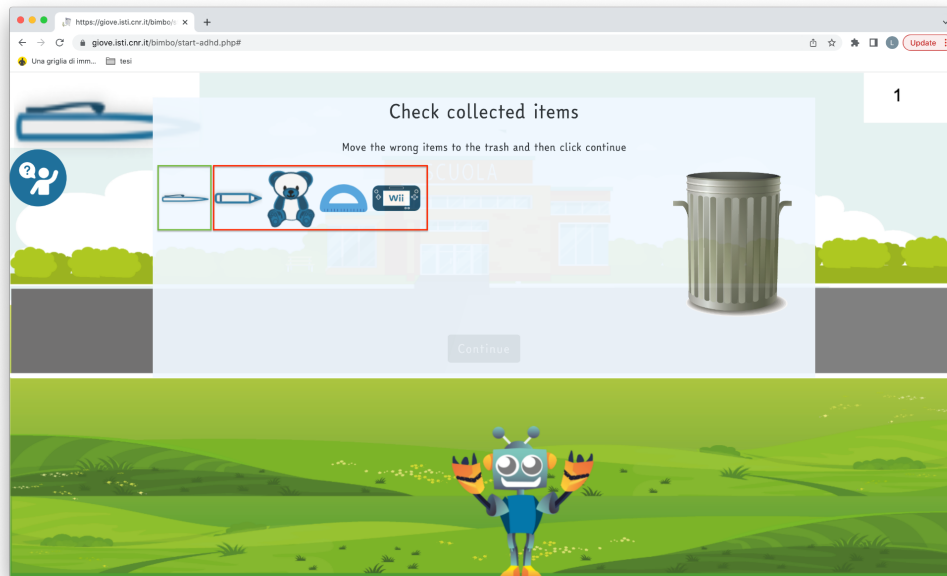 https://giove.isti.cnr.it/bimbo/s
giove.isti.cnr.it/bimbo/start-adhd.php#
L
Update
Una griglia di imm...
tesi
1
Check collected items
Move the wrong items to the trash and then click continue
CUOLA
?
Wii
Continue